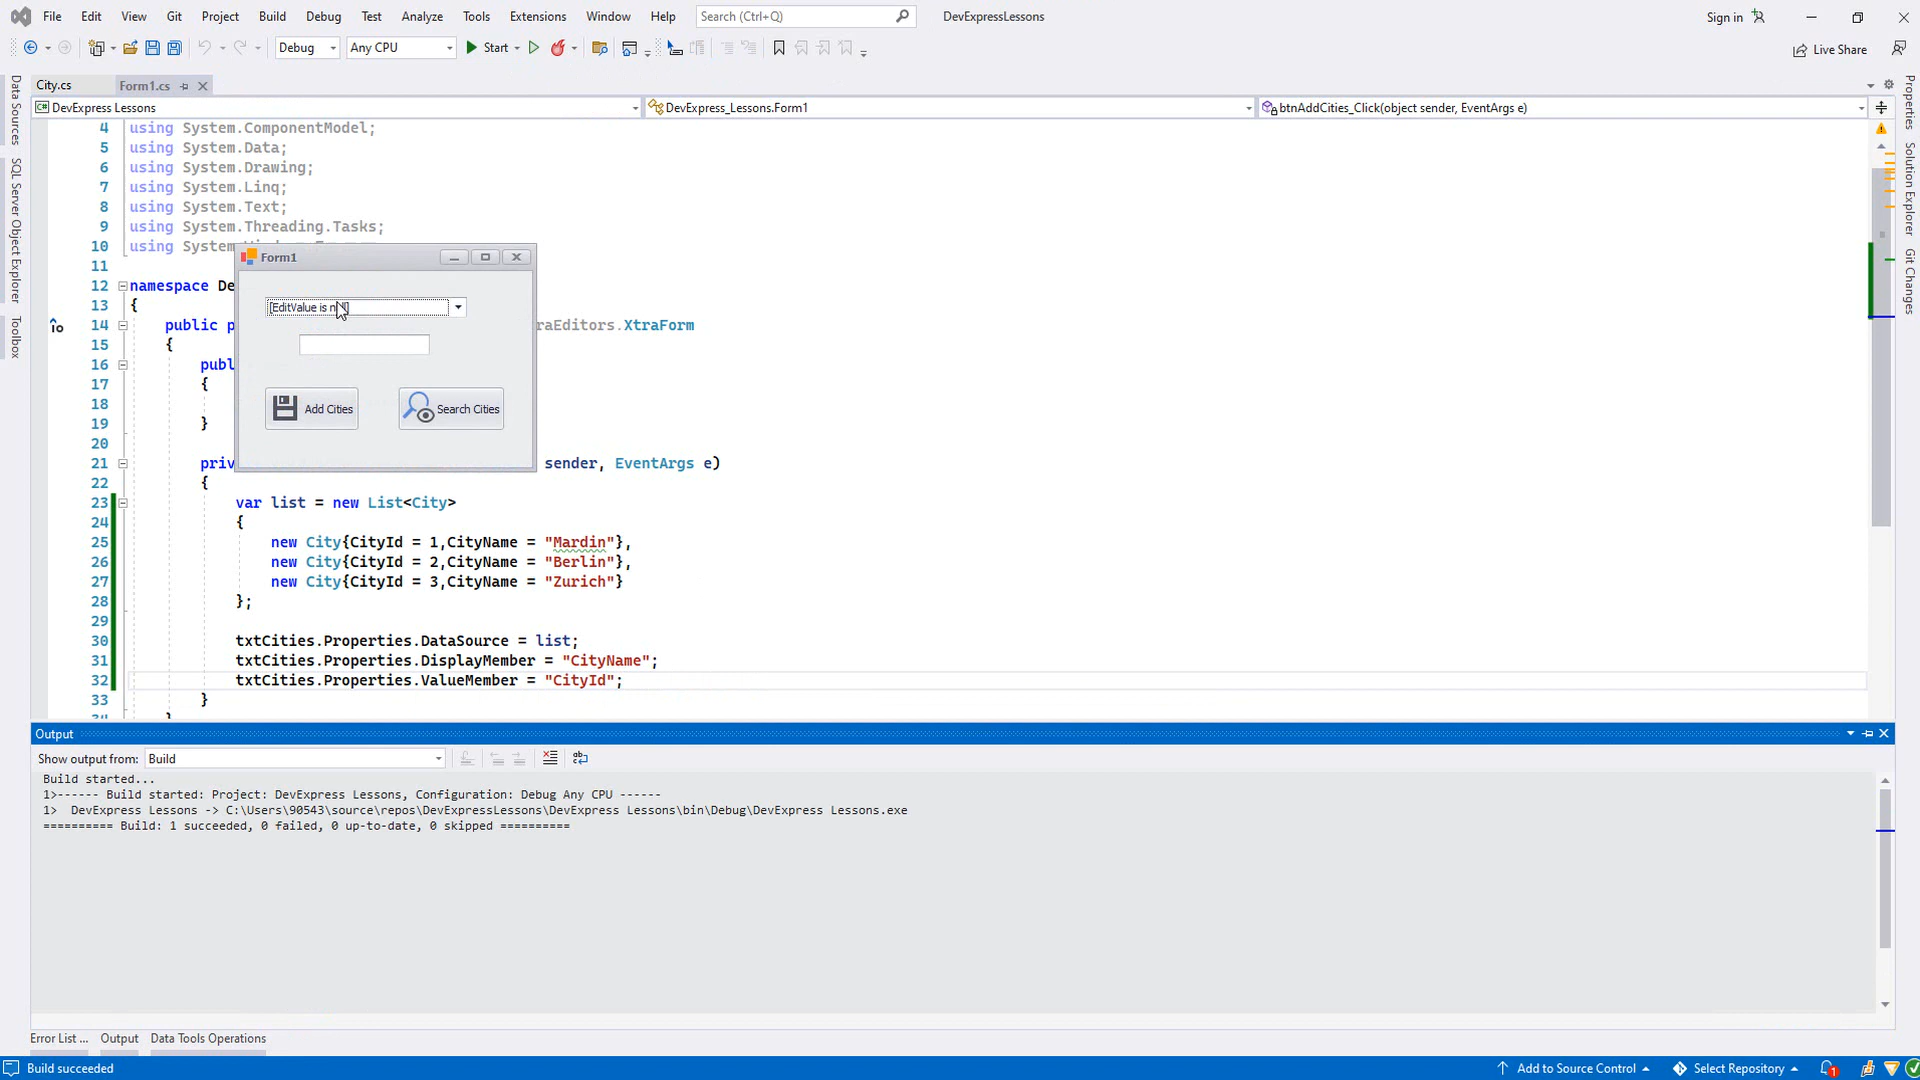 File Edit View Git Project Build Debug Test Analyze Tools Extensions Window Help Search (Ctrl+Q) DevExpressLessons Sign in
Debug Any CPU Start Live Share
City.cs Form1.cs
DevExpress Lessons DevExpress_Lessons.Form1 btnAddCities_Click(object sender, EventArgs e)
4 using System.ComponentModel;
5 using System.Data;
6 using System.Drawing;
7 using System.Linq;
8 using System.Text;
9 using System.Threading.Tasks;
10 using System
11
12 namespace De
13 {
14 public p raEditors.XtraForm
15 {
16 publ
17 {
18
19 }
20
21 priv sender, EventArgs e)
22 {
23 var list = new List<City>
24 {
25 new City{CityId = 1,CityName = "Mardin"},
26 new City{CityId = 2,CityName = "Berlin"},
27 new City{CityId = 3,CityName = "Zurich"}
28 };
29
30 txtCities.Properties.DataSource = list;
31 txtCities.Properties.DisplayMember = "CityName";
32 txtCities.Properties.ValueMember = "CityId";
33 }
34 }
Form1
[EditValue is null]
Add Cities Search Cities
Output
Show output from: Build
Build started...
1>------ Build started: Project: DevExpress Lessons, Configuration: Debug Any CPU ------
1> DevExpress Lessons -> C:\Users\90543\source\repos\DevExpressLessons\DevExpress Lessons\bin\Debug\DevExpress Lessons.exe
========== Build: 1 succeeded, 0 failed, 0 up-to-date, 0 skipped ==========
Error List ... Output Data Tools Operations
Build succeeded Add to Source Control Select Repository 1
Data Sources
SQL Server Object Explorer
Toolbox
Properties
Solution Explorer
Git Changes